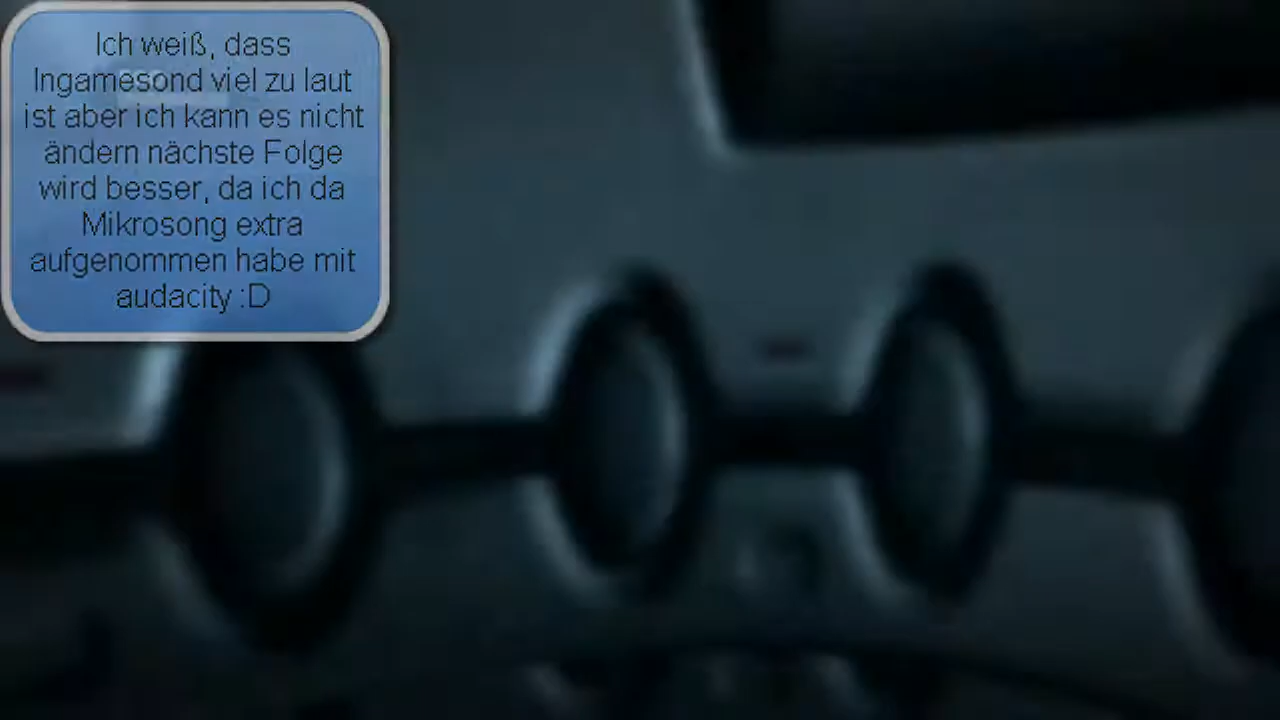 Ich weiß, dass
Ingamesond viel zu laut
ist aber ich kann es nicht
ändern nächste Folge
wird besser, da ich da
Mikrosong extra
aufgenommen habe mit
audacity :D